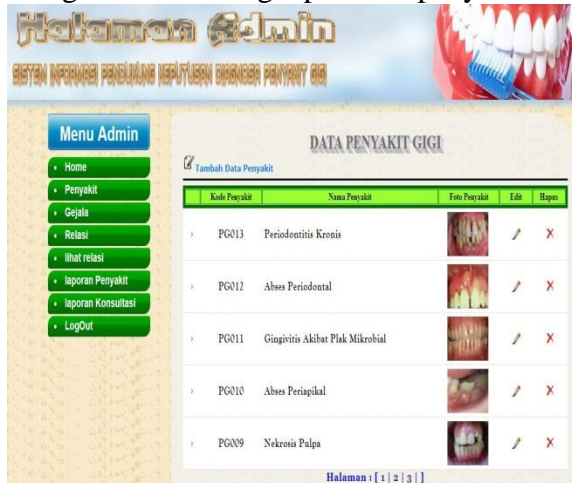 Halaman Admin
SISTEM INFORMASI PENDUKUNG KEPUTUSAN DIAGNOSA PENYAKIT GIGI
Menu Admin
Home
Penyakit
Gejala
Relasi
lihat relasi
laporan Penyakit
laporan Konsultasi
LogOut
DATA PENYAKIT GIGI
Tambah Data Penyakit
Kode Penyakit Nama Penyakit Foto Penyakit Edit Hapus
PG013 Periodontitis Kronis
PG012 Abses Periodontal
PG011 Gingivitis Akibat Plak Mikrobial
PG010 Abses Periapikal
PG009 Nekrosis Pulpa
Halaman : [ 1 | 2 | 3 | ]